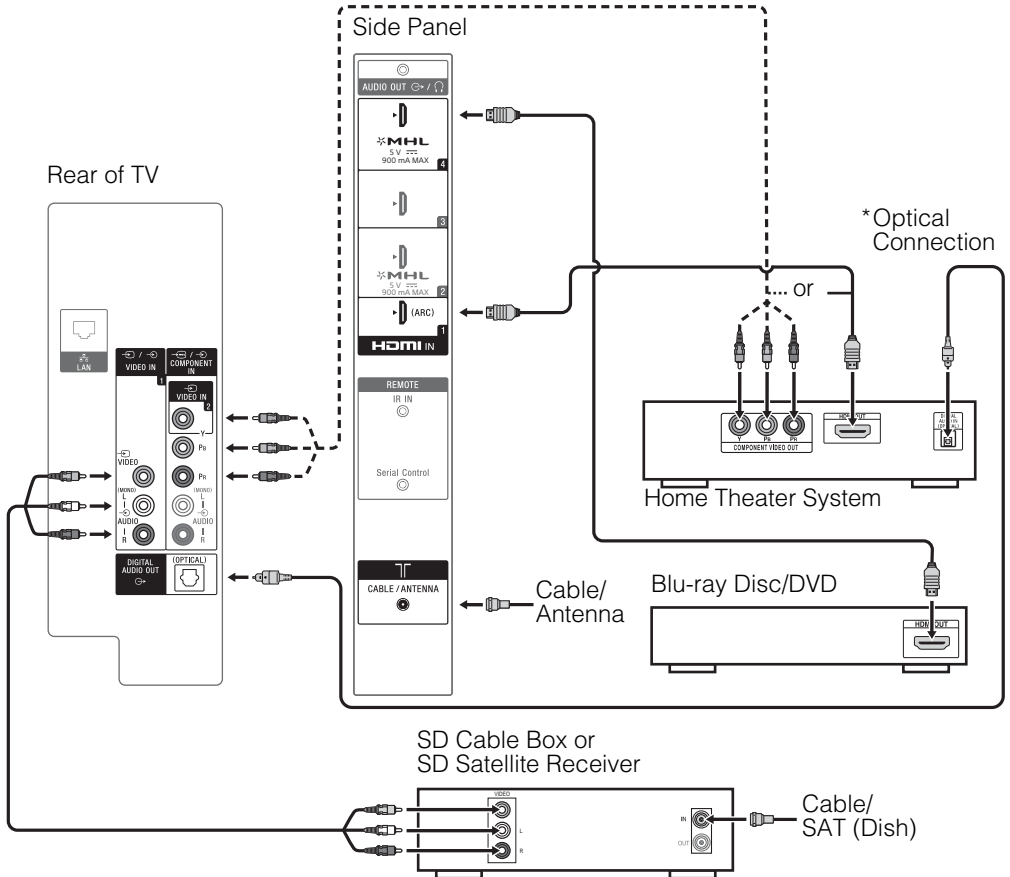 Side Panel
AUDIO OUT /
MHL
5 V
900 mA MAX
4
3
MHL
5 V
900 mA MAX
2
(ARC)
1
HDMI IN
REMOTE
IR IN
Serial Control
CABLE / ANTENNA
Cable/
Antenna
Rear of TV
LAN
/
VIDEO IN
1
/
COMPONENT
IN
VIDEO IN
2
Y
PB
PR
VIDEO
(MONO)
L
AUDIO
R
(MONO)
L
AUDIO
R
DIGITAL
AUDIO OUT
(OPTICAL)
*Optical
Connection
or
Y
PB
PR
COMPONENT VIDEO OUT
HDMI OUT
DIGITAL
AUDIO IN
(OPTICAL)
Home Theater System
Blu-ray Disc/DVD
HDMI OUT
SD Cable Box or
SD Satellite Receiver
VIDEO
L
R
IN
OUT
Cable/
SAT (Dish)